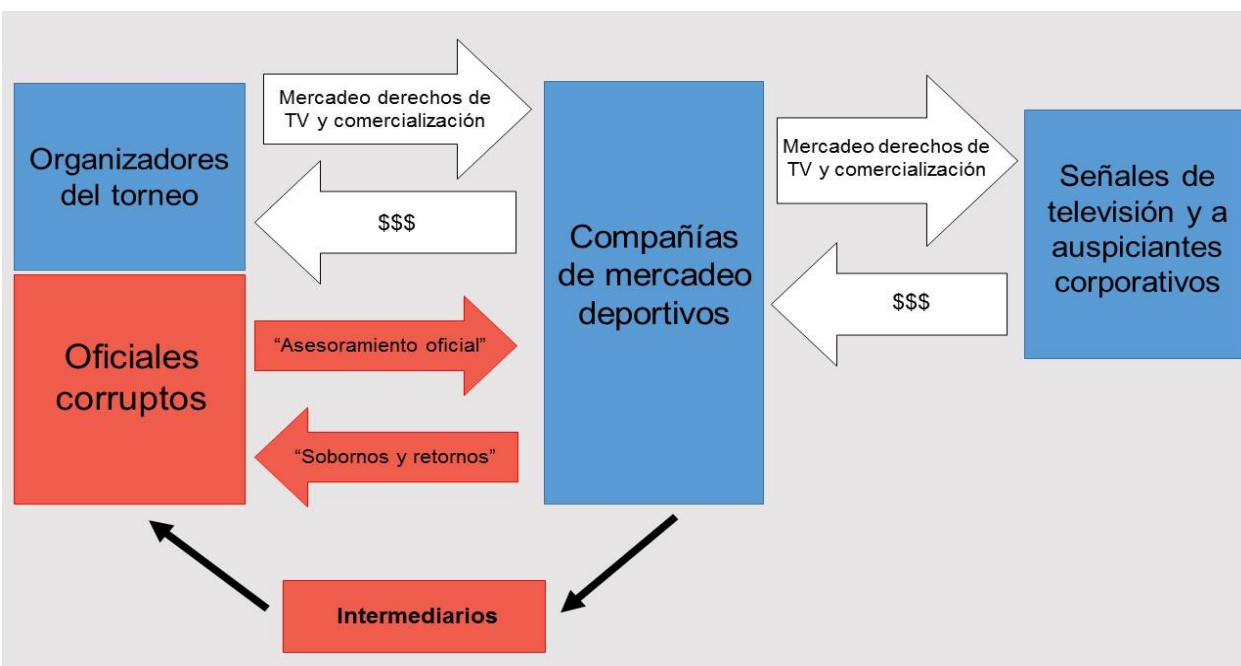 Organizadores
del torneo
Mercadeo derechos de
TV y comercialización
$$$
Oficiales
corruptos
“Asesoramiento oficial”
“Sobornos y retornos”
Compañías
de mercadeo
deportivos
Mercadeo derechos de
TV y comercialización
$$$
Señales de
televisión y a
auspiciantes
corporativos
Intermediarios